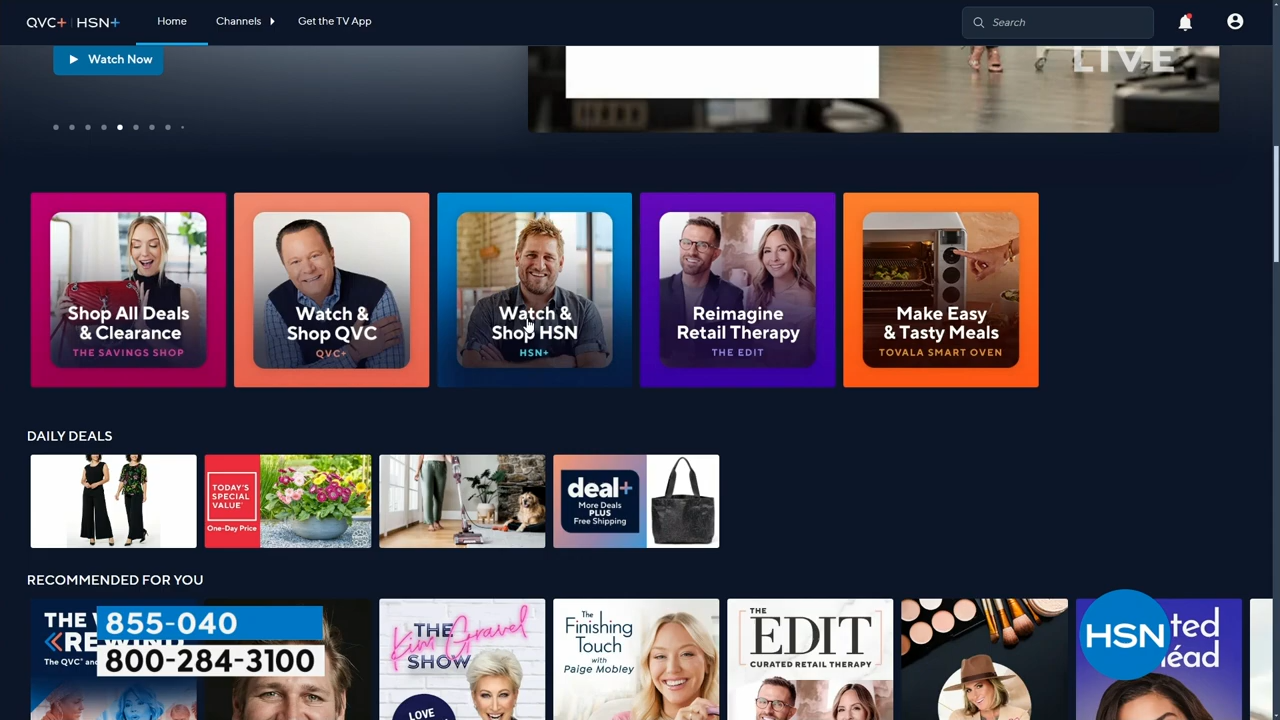 QVC+ | HSN+
Home
Channels
Get the TV App
Search
Watch Now
LIVE
Shop All Deals
& Clearance
THE SAVINGS SHOP
Watch &
Shop QVC
QVC+
Watch &
Shop HSN
HSN+
Reimagine
Retail Therapy
THE EDIT
Make Easy
& Tasty Meals
TOVALA SMART OVEN
DAILY DEALS
TODAY'S
SPECIAL
VALUE®
One-Day Price
deal+
More Deals
PLUS
Free Shipping
RECOMMENDED FOR YOU
THE
The QVC®
855-040
800-284-3100
THE
Kim Gravel
SHOW
LOVE
The
Finishing
Touch
with
Paige Mobley
THE
EDIT
CURATED RETAIL THERAPY
HSN